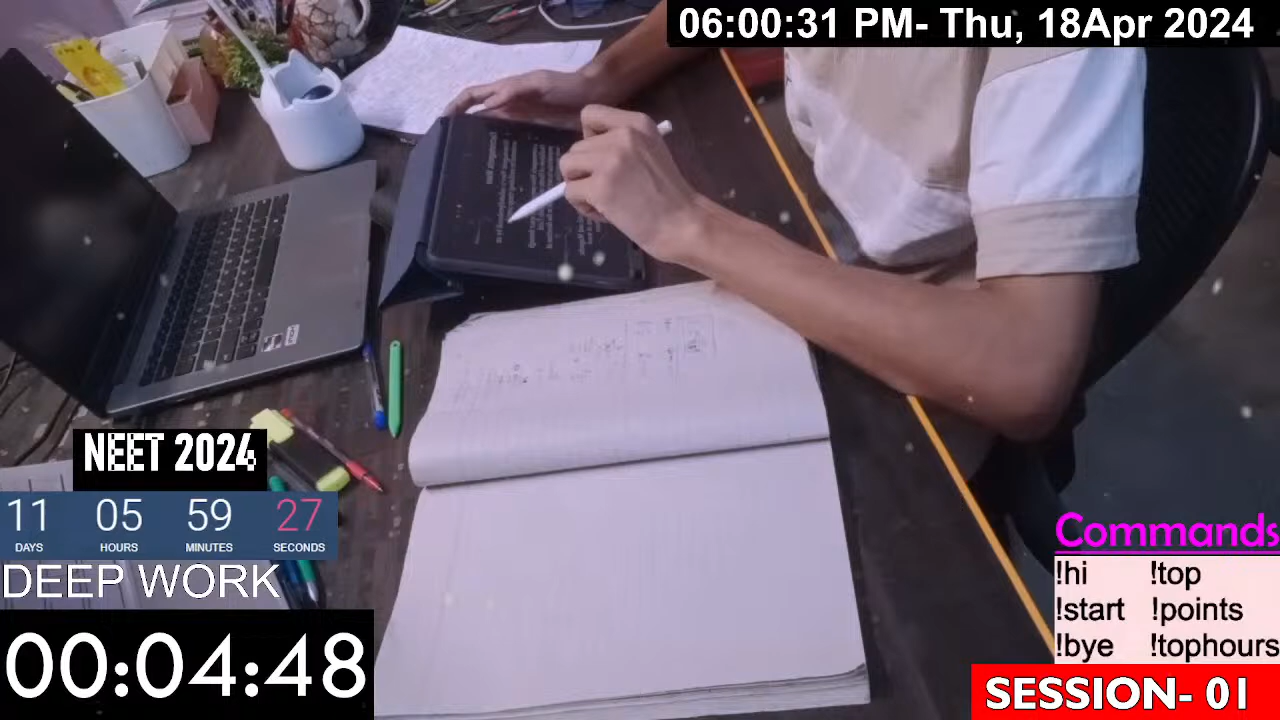 06:00:31 PM- Thu, 18Apr 2024
NEET 2024
11 05 59 27
DAYS HOURS MINUTES SECONDS
DEEP WORK
00:04:48
Commands
!hi !top
!start !points
!bye !tophours
SESSION- 01